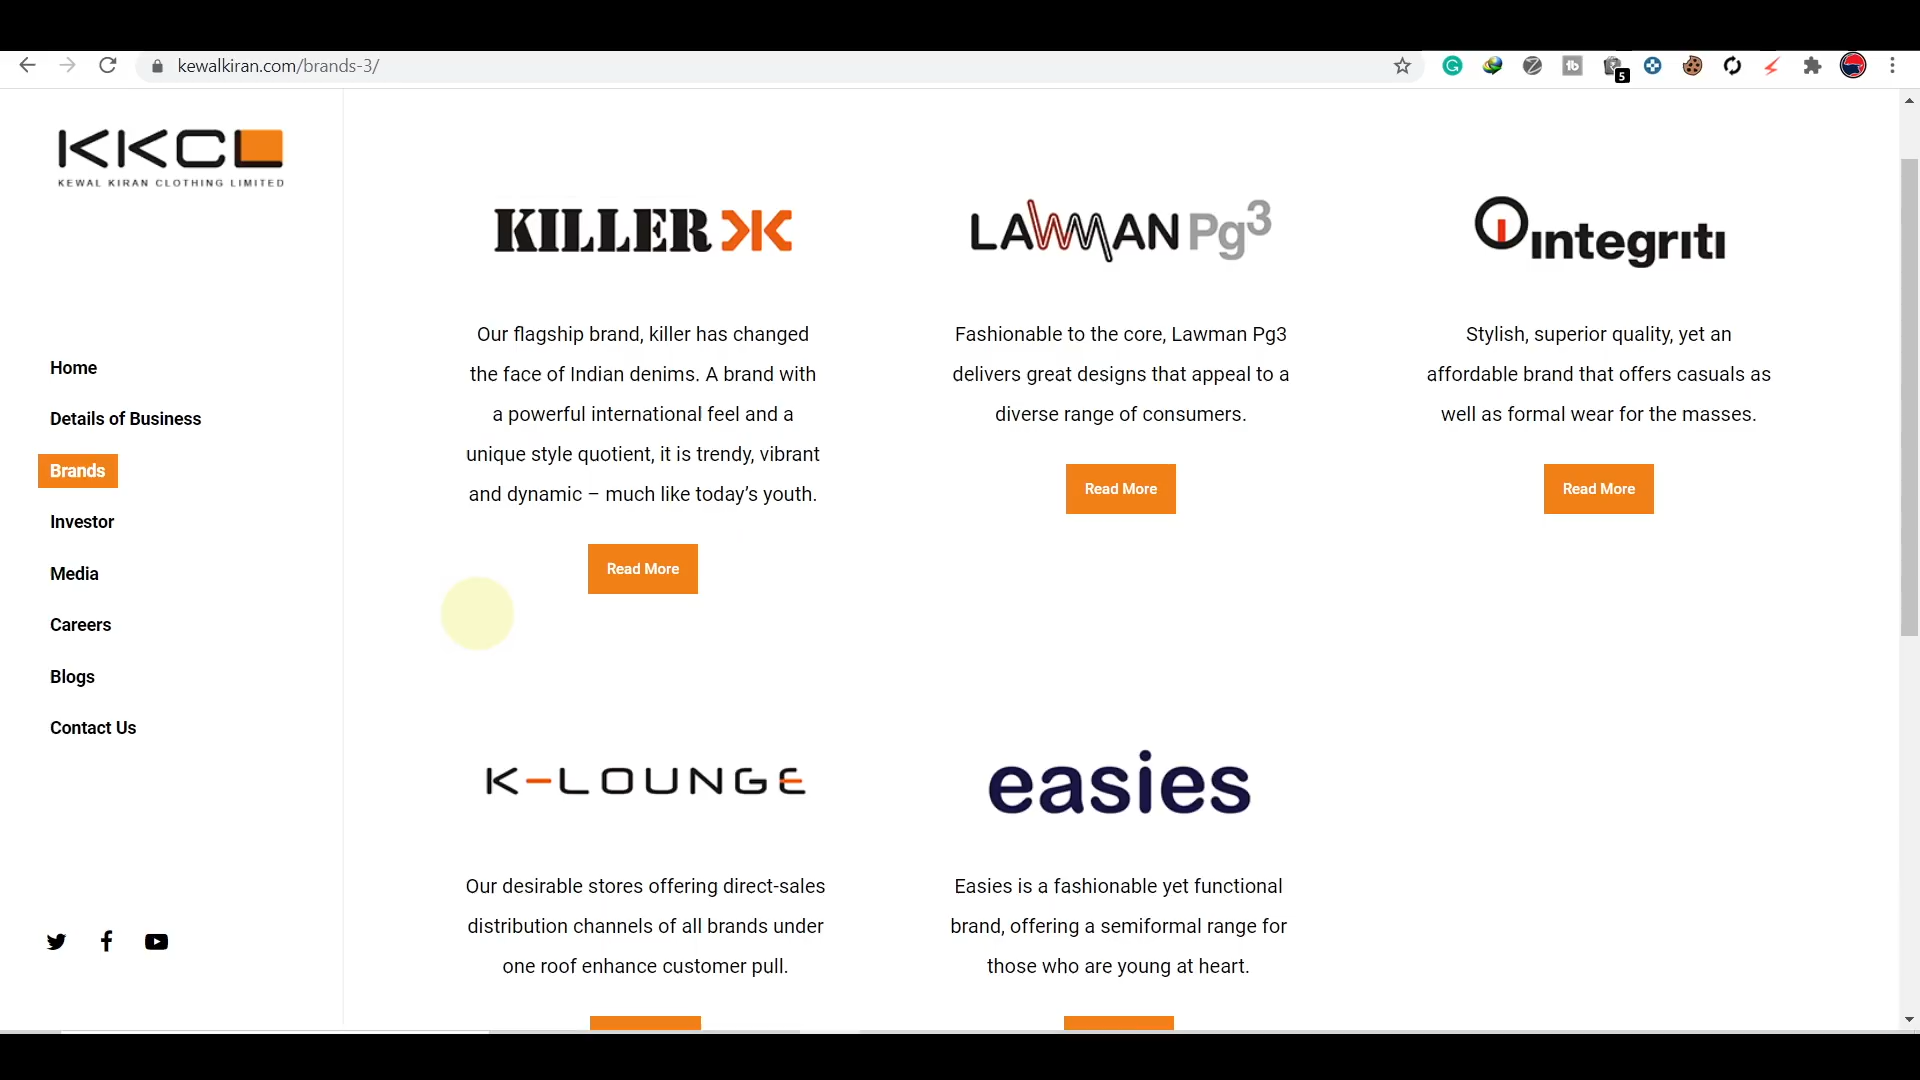 kewalkiran.com/brands-3/
5
KKCL
KEWAL KIRAN CLOTHING LIMITED
Home
Details of Business
Brands
Investor
Media
Careers
Blogs
Contact Us
KILLER
Our flagship brand, killer has changed
the face of Indian denims. A brand with
a powerful international feel and a
unique style quotient, it is trendy, vibrant
and dynamic – much like today’s youth.
Read More
LAWMAN Pg3
Fashionable to the core, Lawman Pg3
delivers great designs that appeal to a
diverse range of consumers.
Read More
integriti
Stylish, superior quality, yet an
affordable brand that offers casuals as
well as formal wear for the masses.
Read More
K-LOUNGE
Our desirable stores offering direct-sales
distribution channels of all brands under
one roof enhance customer pull.
easies
Easies is a fashionable yet functional
brand, offering a semiformal range for
those who are young at heart.